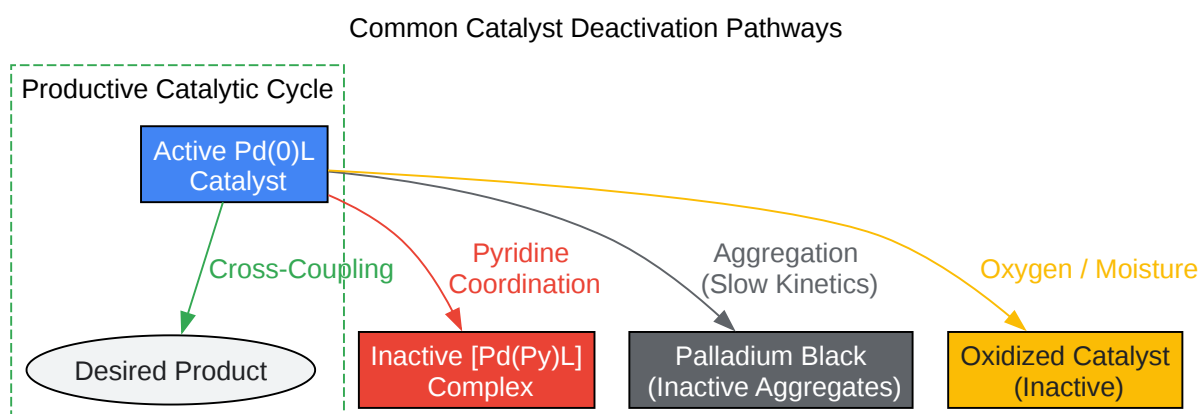 Common Catalyst Deactivation Pathways
Productive Catalytic Cycle
Active Pd(0)L
Catalyst
Cross-Coupling
Pyridine
Coordination
Aggregation
(Slow Kinetics)
Oxygen / Moisture
Desired Product
Inactive [Pd(Py)L]
Complex
Palladium Black
(Inactive Aggregates)
Oxidized Catalyst
(Inactive)